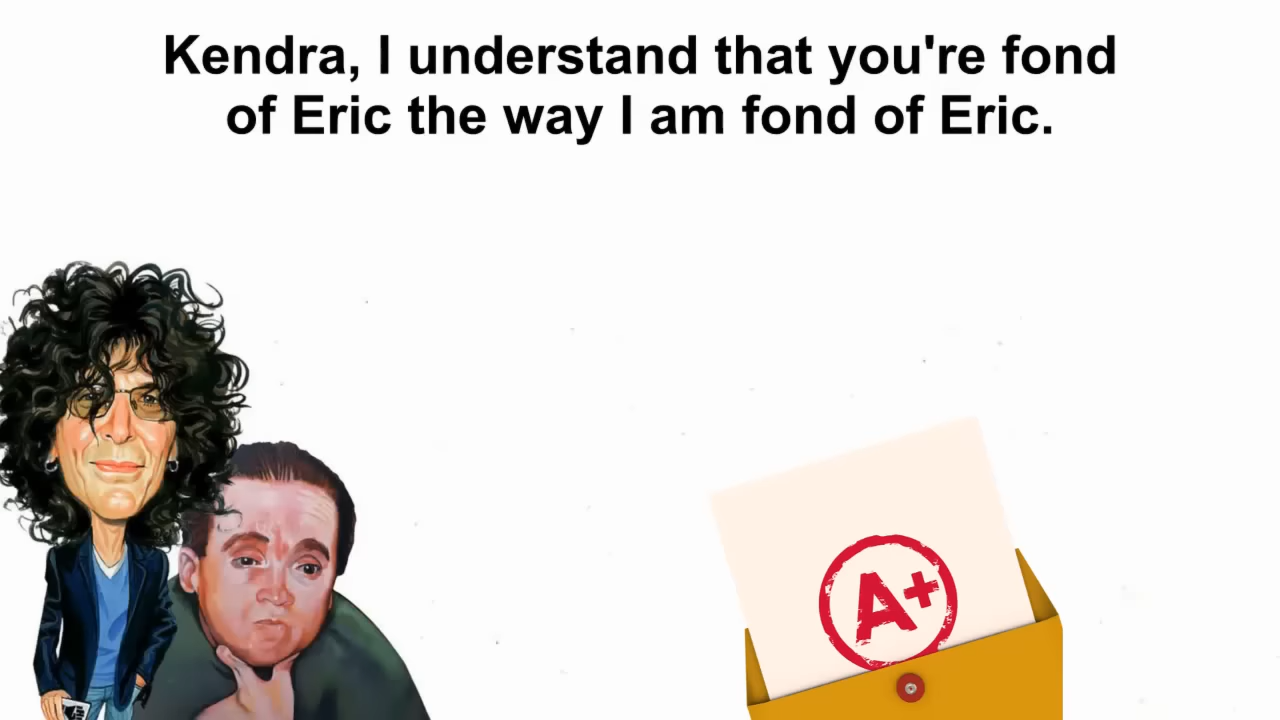 Kendra, I understand that you're fond
of Eric the way I am fond of Eric.
A+